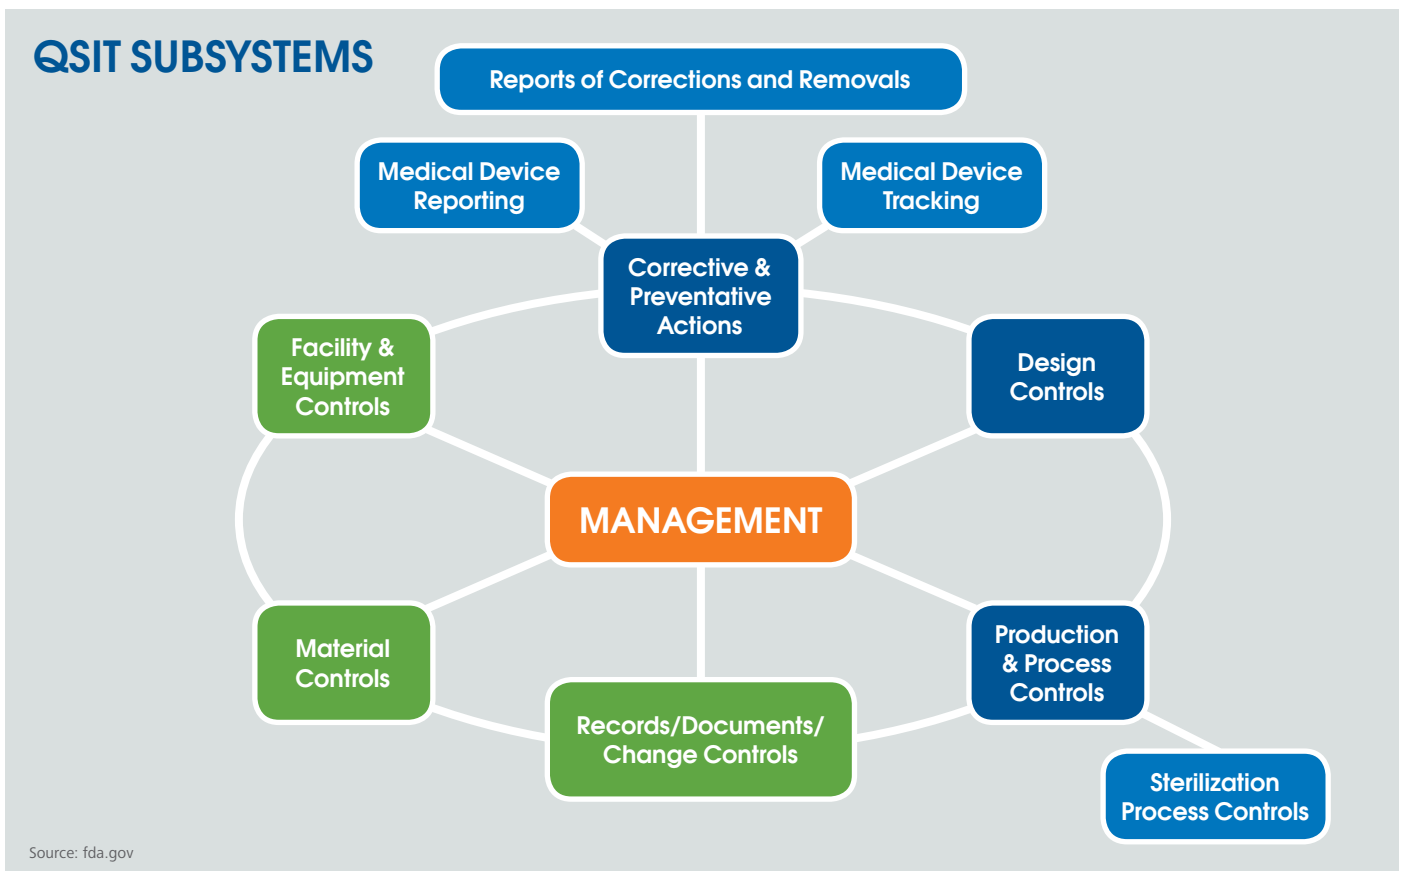 QSIT SUBSYSTEMS
Reports of Corrections and Removals
Medical Device
Reporting
Medical Device
Tracking
Corrective &
Preventative
Actions
Facility &
Equipment
Controls
Design
Controls
MANAGEMENT
Material
Controls
Production
& Process
Controls
Records/Documents/
Change Controls
Sterilization
Process Controls
Source: fda.gov